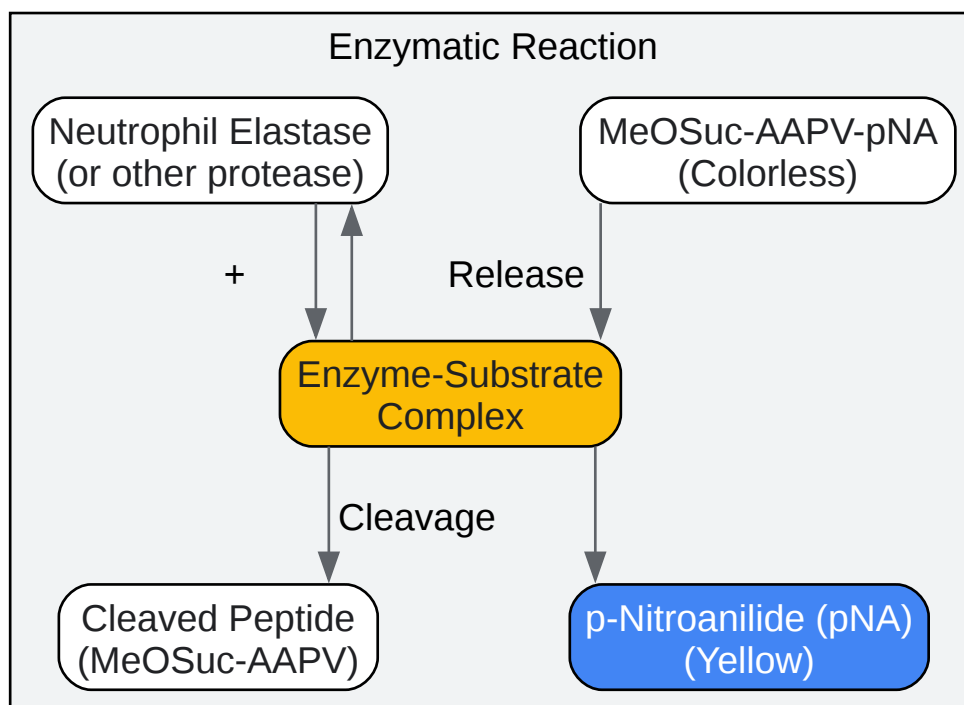 Enzymatic Reaction
Neutrophil Elastase
(or other protease)
MeOSuc-AAPV-pNA
(Colorless)
+
Release
Enzyme-Substrate
Complex
Cleavage
Cleaved Peptide
(MeOSuc-AAPV)
p-Nitroanilide (pNA)
(Yellow)